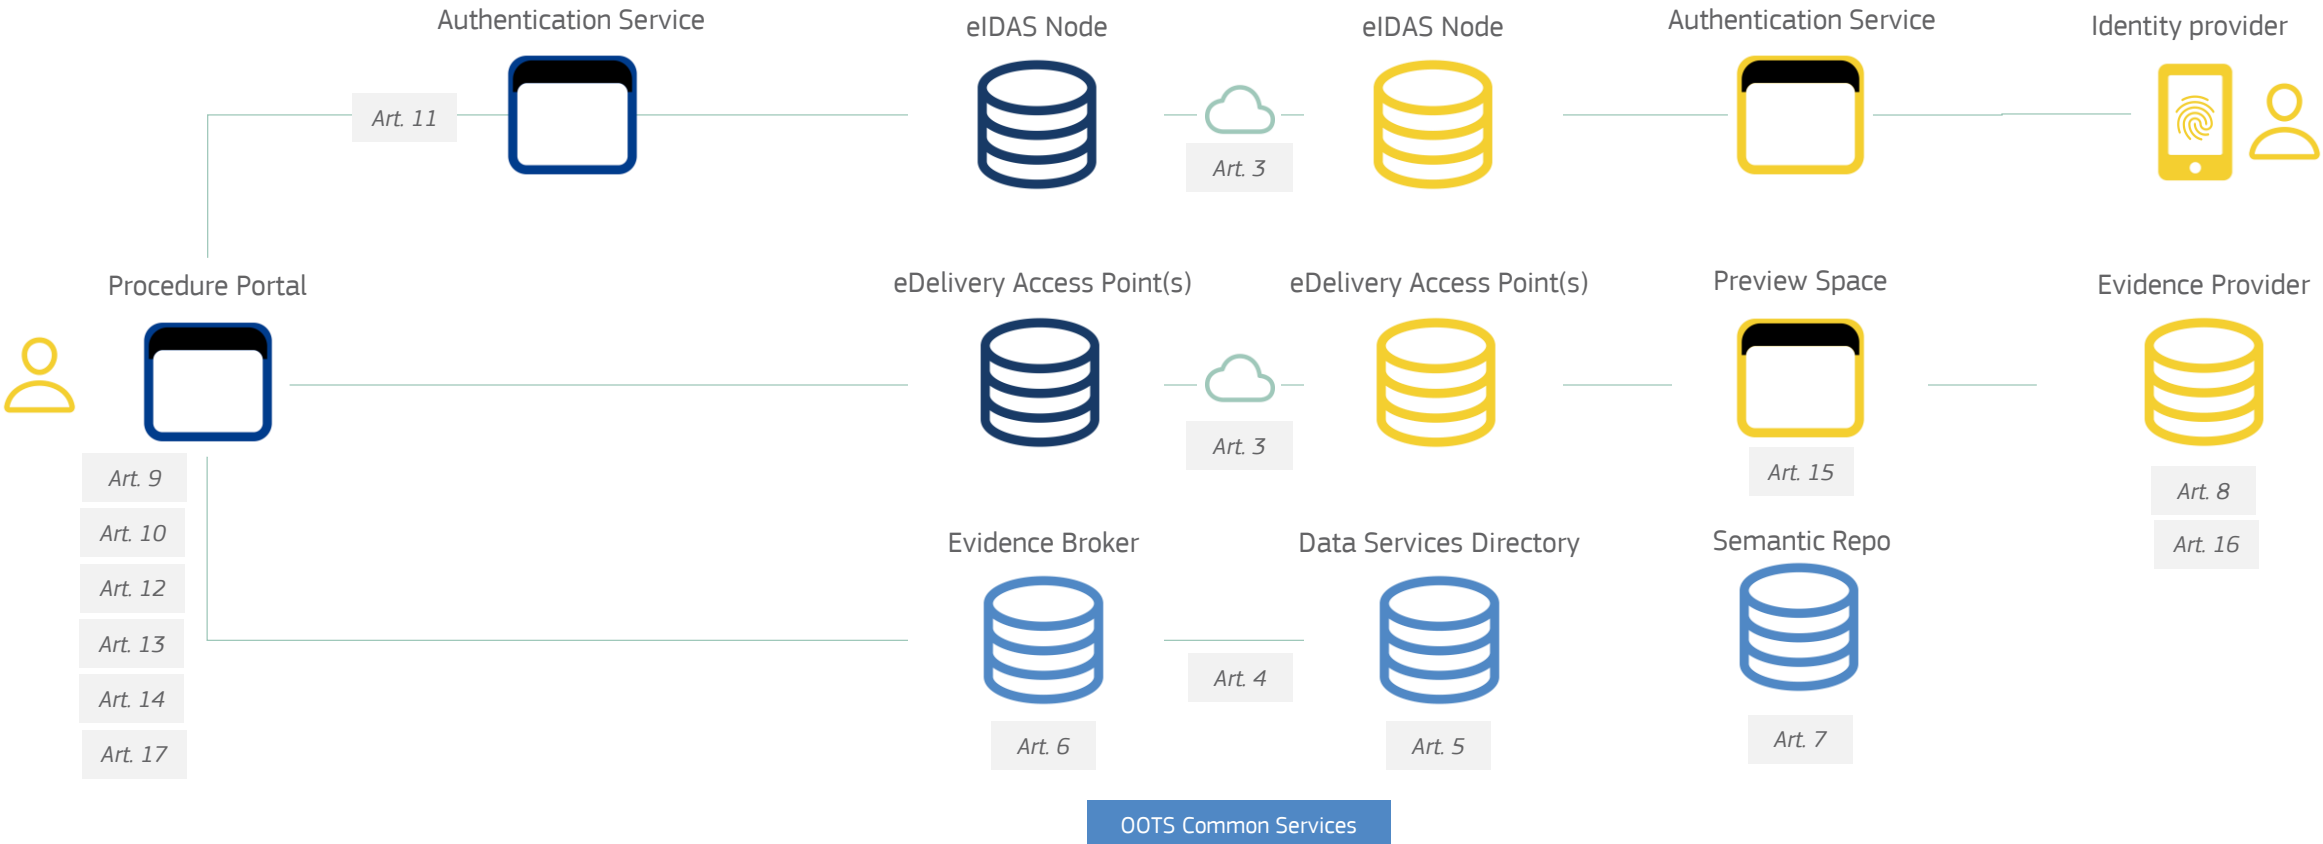 Authentication Service
eIDAS Node
eIDAS Node
Authentication Service
Identity provider
Art. 11
Art. 3
Procedure Portal
eDelivery Access Point(s)
eDelivery Access Point(s)
Preview Space
Evidence Provider
Art. 3
Art. 15
Art. 9
Art. 10
Art. 12
Art. 13
Art. 14
Art. 17
Art. 8
Art. 16
Evidence Broker
Data Services Directory
Semantic Repo
Art. 4
Art. 6
Art. 5
Art. 7
OOTS Common Services